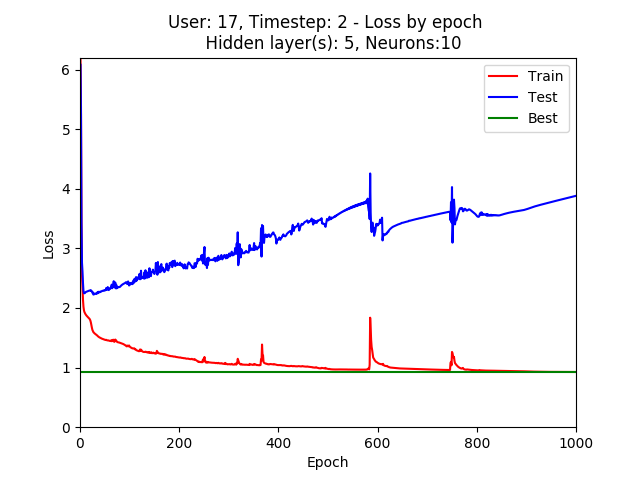 User: 17, Timestep: 2 - Loss by epoch
Hidden layer(s): 5, Neurons:10
Train
Test
Best
Loss
6
5
4
3
2
1
0
0 200 400 600 800 1000
Epoch